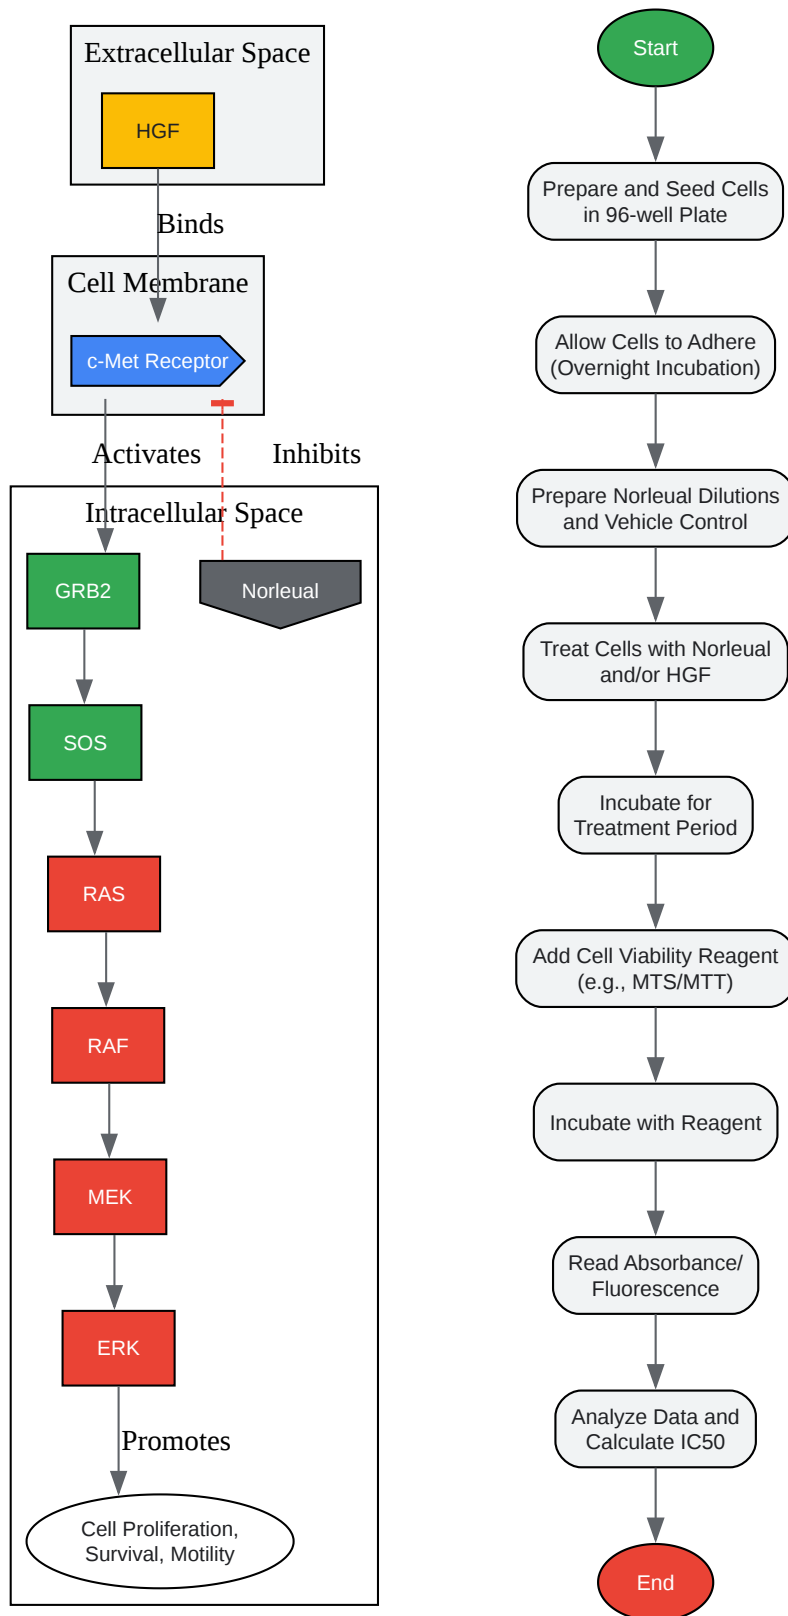 Extracellular Space
HGF
Binds
Cell Membrane
c-Met Receptor
Activates
Inhibits
Intracellular Space
GRB2
Norleual
SOS
RAS
RAF
MEK
ERK
Promotes
Cell Proliferation,
Survival, Motility
Start
Prepare and Seed Cells
in 96-well Plate
Allow Cells to Adhere
(Overnight Incubation)
Prepare Norleual Dilutions
and Vehicle Control
Treat Cells with Norleual
and/or HGF
Incubate for
Treatment Period
Add Cell Viability Reagent
(e.g., MTS/MTT)
Incubate with Reagent
Read Absorbance/
Fluorescence
Analyze Data and
Calculate IC50
End